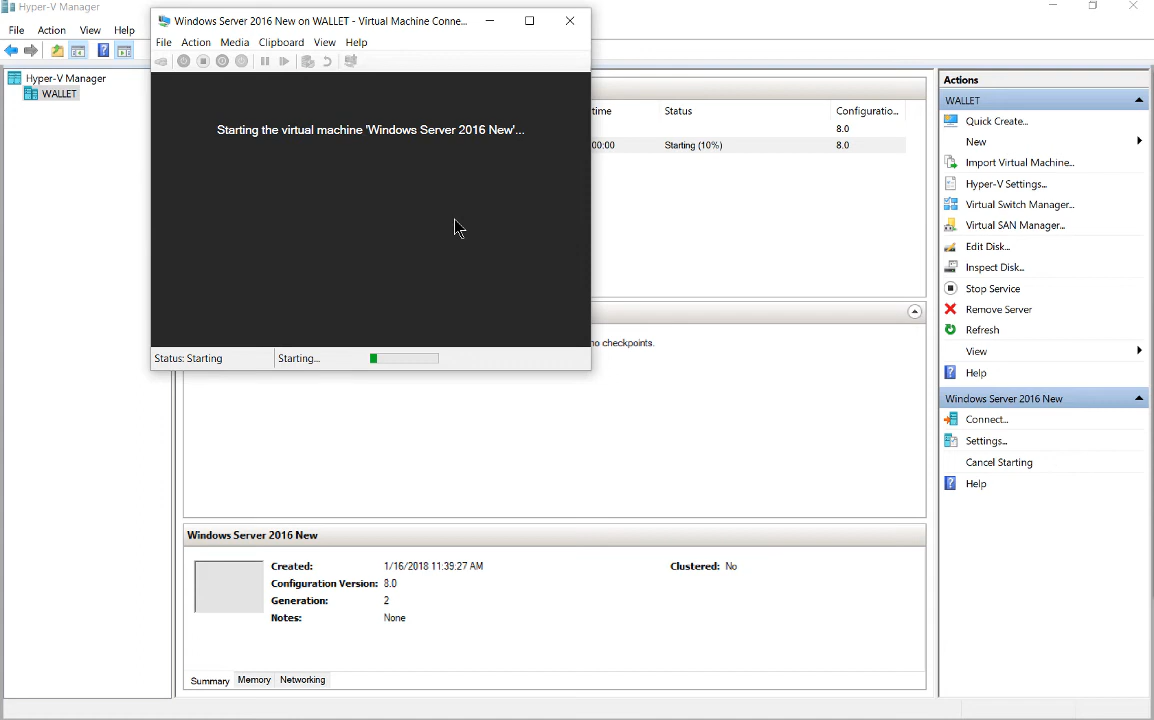 Hyper-V Manager
File Action View Help
Hyper-V Manager
WALLET
Windows Server 2016 New on WALLET - Virtual Machine Conne...
File Action Media Clipboard View Help
Starting the virtual machine 'Windows Server 2016 New'...
Status: Starting Starting...
time Status Configuratio...
8.0
00:00 Starting (10%) 8.0
no checkpoints.
Windows Server 2016 New
Created: 1/16/2018 11:39:27 AM Clustered: No
Configuration Version: 8.0
Generation: 2
Notes: None
Summary Memory Networking
Actions
WALLET
Quick Create...
New
Import Virtual Machine...
Hyper-V Settings...
Virtual Switch Manager...
Virtual SAN Manager...
Edit Disk...
Inspect Disk...
Stop Service
Remove Server
Refresh
View
Help
Windows Server 2016 New
Connect...
Settings...
Cancel Starting
Help